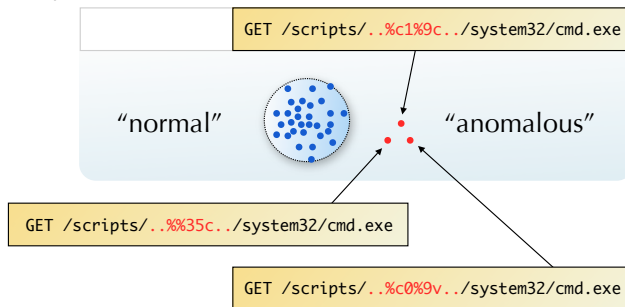 GET /scripts/..%c1%9c../system32/cmd.exe
“normal”
“anomalous”
GET /scripts/..%%35c../system32/cmd.exe
GET /scripts/..%c0%9v../system32/cmd.exe